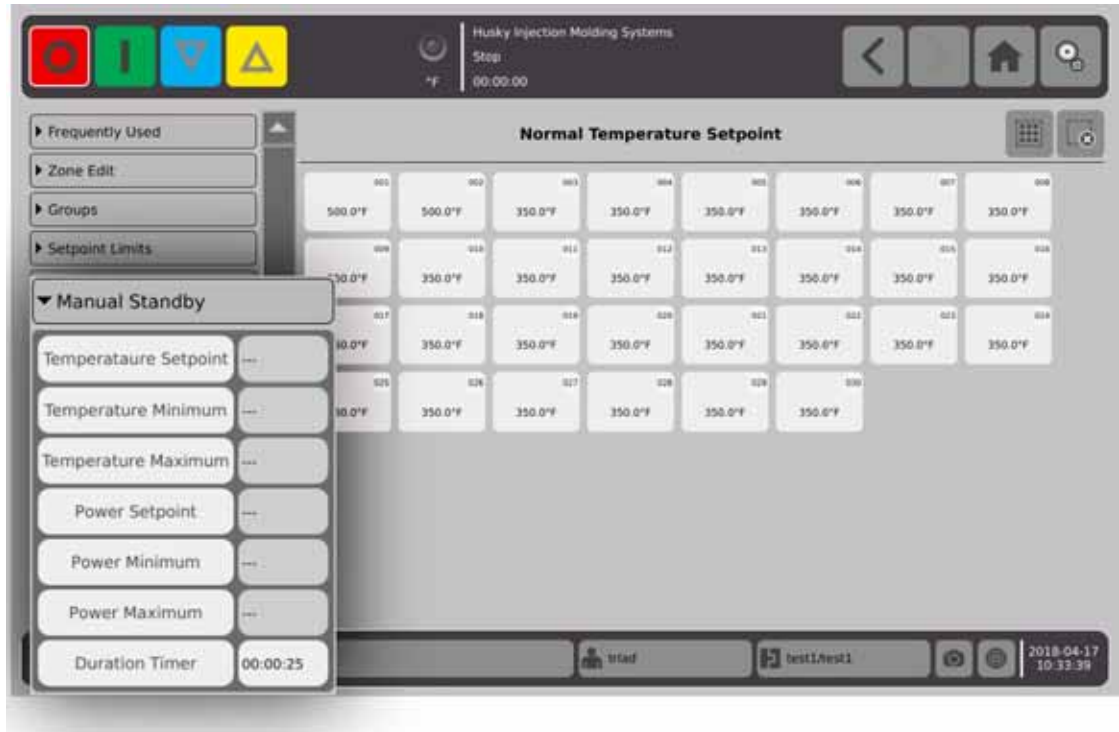 Husky Injection Molding Systems
Stop
°F 00:00:00
Frequently Used
Zone Edit
Groups
Setpoint Limits
Manual Standby
Temperataure Setpoint ---
Temperature Minimum ---
Temperature Maximum ---
Power Setpoint ---
Power Minimum ---
Power Maximum ---
Duration Timer 00:00:25
Normal Temperature Setpoint
001 002 003 004 005 006 007 008
500.0°F 500.0°F 350.0°F 350.0°F 350.0°F 350.0°F 350.0°F 350.0°F
009 010 011 012 013 014 015 016
350.0°F 350.0°F 350.0°F 350.0°F 350.0°F 350.0°F 350.0°F
017 018 019 020 021 022 023 024
350.0°F 350.0°F 350.0°F 350.0°F 350.0°F 350.0°F 350.0°F
025 026 027 028 029 030
350.0°F 350.0°F 350.0°F 350.0°F 350.0°F
triad test1/test1 2018-04-17
10:33:39